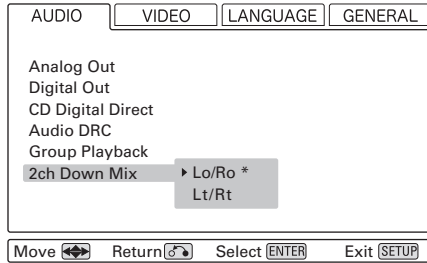 AUDIO VIDEO LANGUAGE GENERAL
Analog Out
Digital Out
CD Digital Direct
Audio DRC
Group Playback
2ch Down Mix Lo/Ro *
Lt/Rt
Move Return Select ENTER Exit SETUP